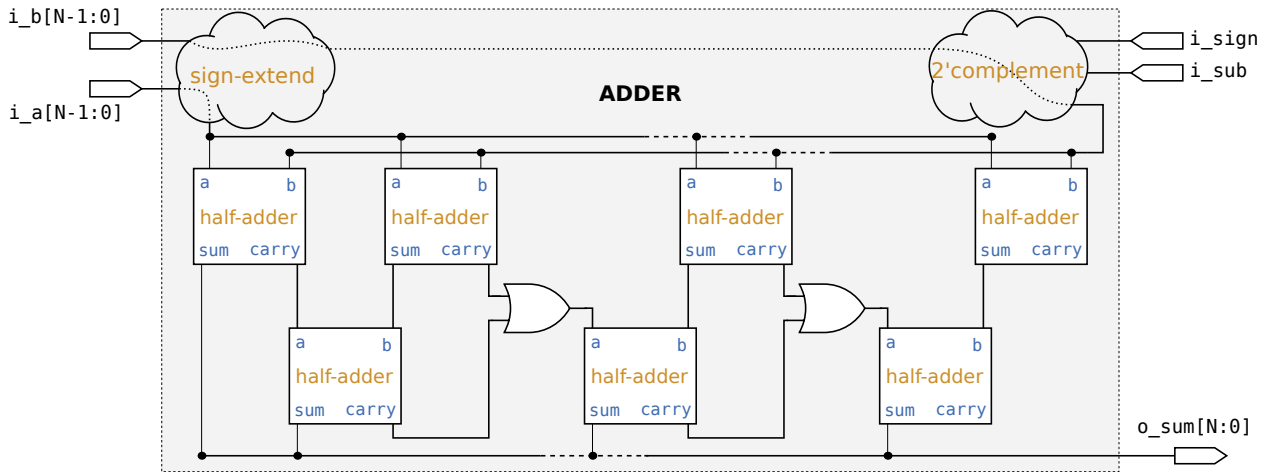 i_b[N-1:0]
i_sign
sign-extend
2'complement
i_sub
ADDER
i_a[N-1:0]
a b
a b
a b
a b
half-adder
half-adder
half-adder
half-adder
sum carry
sum carry
sum carry
sum carry
a b
a b
a b
half-adder
half-adder
half-adder
sum carry
sum carry
sum carry
o_sum[N:0]